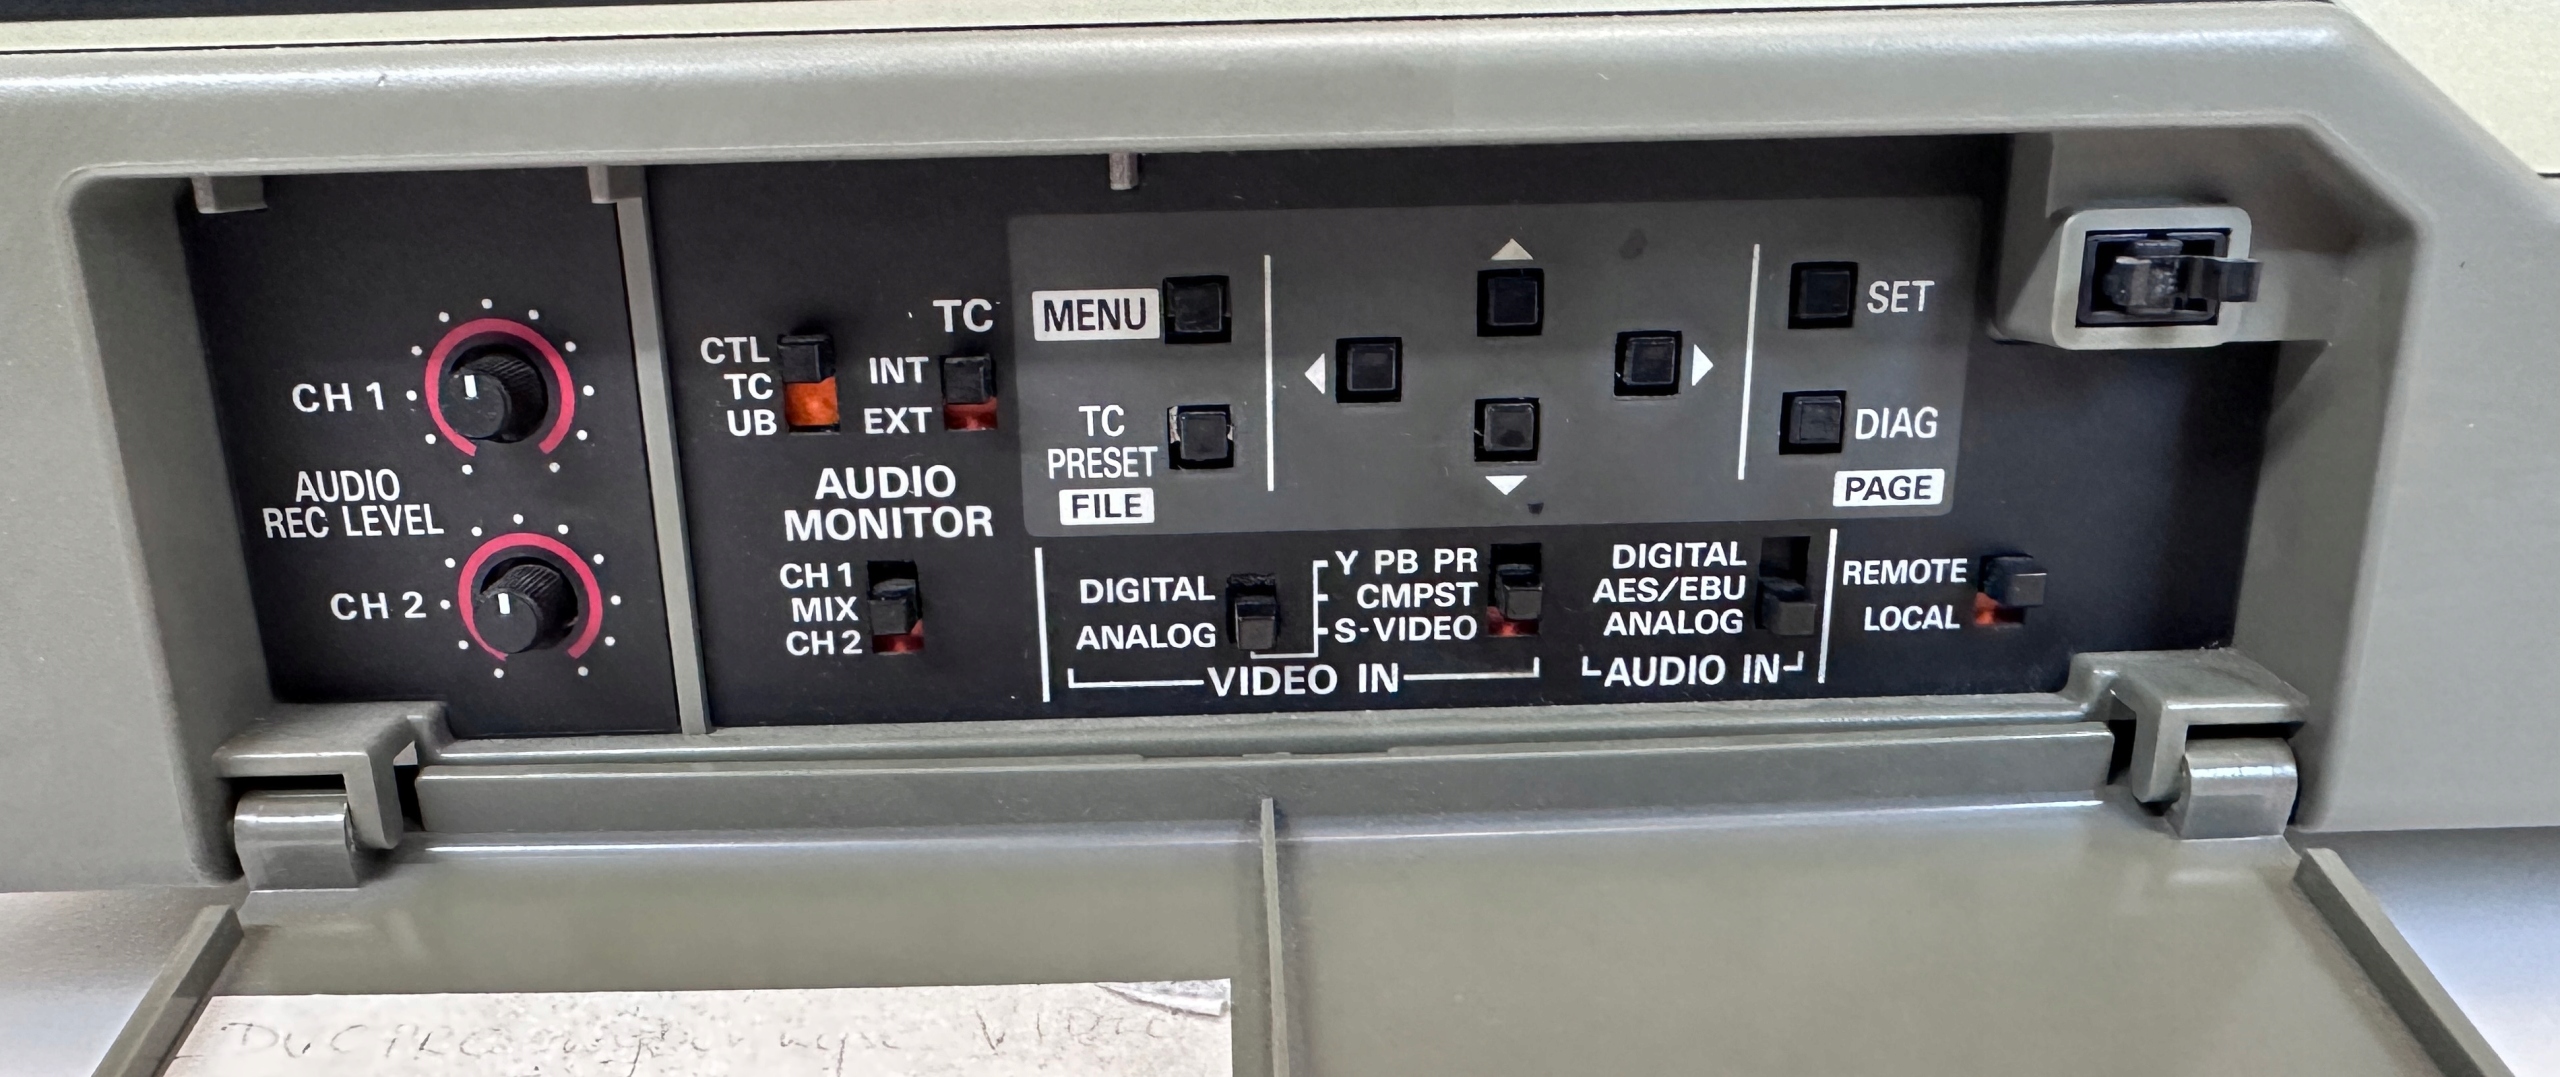 CH 1
AUDIO
REC LEVEL
CH 2
CTL
TC
UB
TC
INT
EXT
AUDIO
MONITOR
CH 1
MIX
CH 2
MENU
TC
PRESET
FILE
SET
DIAG
PAGE
DIGITAL
ANALOG
Y PB PR
CMPST
S-VIDEO
VIDEO IN
DIGITAL
AES/EBU
ANALOG
AUDIO IN
REMOTE
LOCAL